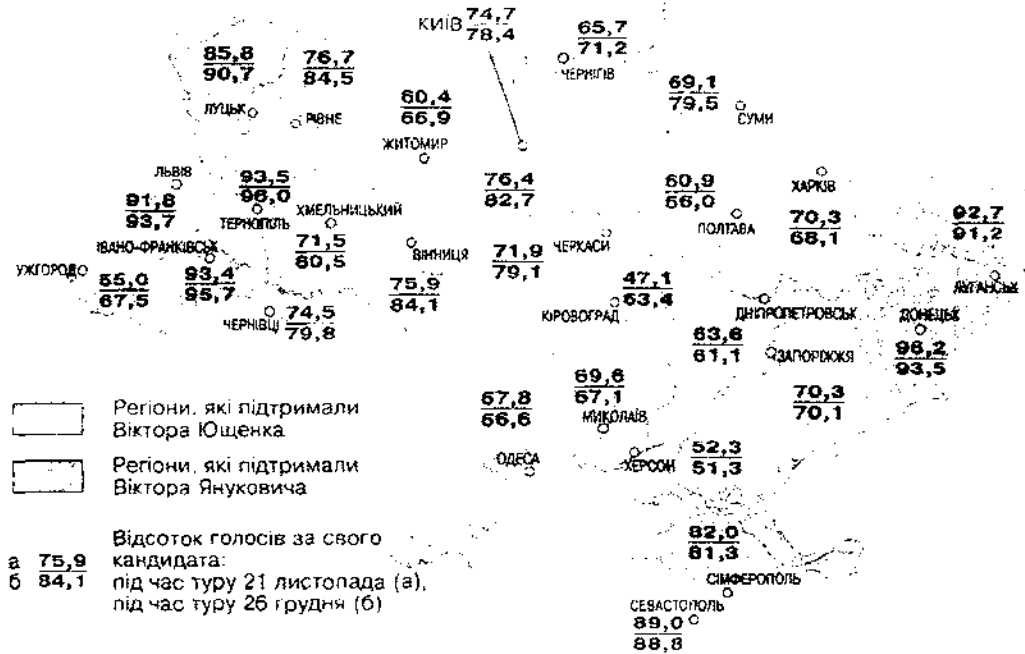 КИЇВ 74,7
78,4
65,7
71,2
ЧЕРНІГІВ
85,8
90,7
ЛУЦЬК
76,7
84,5
РІВНЕ
60,4
66,9
ЖИТОМИР
69,1
79,5
СУМИ
ЛЬВІВ
91,8
93,7
93,5
96,0
ТЕРНОПІЛЬ
ХМЕЛЬНИЦЬКИЙ
71,5
80,5
76,4
82,7
60,9
66,0
ПОЛТАВА
ХАРКІВ
70,3
68,1
92,7
91,2
ЛУГАНСЬК
ІВАНО-ФРАНКІВСЬК
93,4
95,7
УЖГОРОД
55,0
67,5
ВІННИЦЯ
75,9
84,1
71,9
79,1
ЧЕРКАСИ
47,1
63,4
КІРОВОГРАД
ДНІПРОПЕТРОВСЬК
63,6
61,1
ДОНЕЦЬК
96,2
93,5
ЧЕРНІВЦІ
74,5
79,8
ЗАПОРІЖЖЯ
70,3
70,1
69,6
67,1
МИКОЛАЇВ
67,8
66,6
ОДЕСА
ХЕРСОН
52,3
51,3
82,0
81,3
СІМФЕРОПОЛЬ
СЕВАСТОПОЛЬ
89,0
88,8
Регіони, які підтримали
Віктора Ющенка
Регіони, які підтримали
Віктора Януковича
Відсоток голосів за свого
кандидата:
а 75,9
б 84,1
під час туру 21 листопада (а),
під час туру 26 грудня (б)